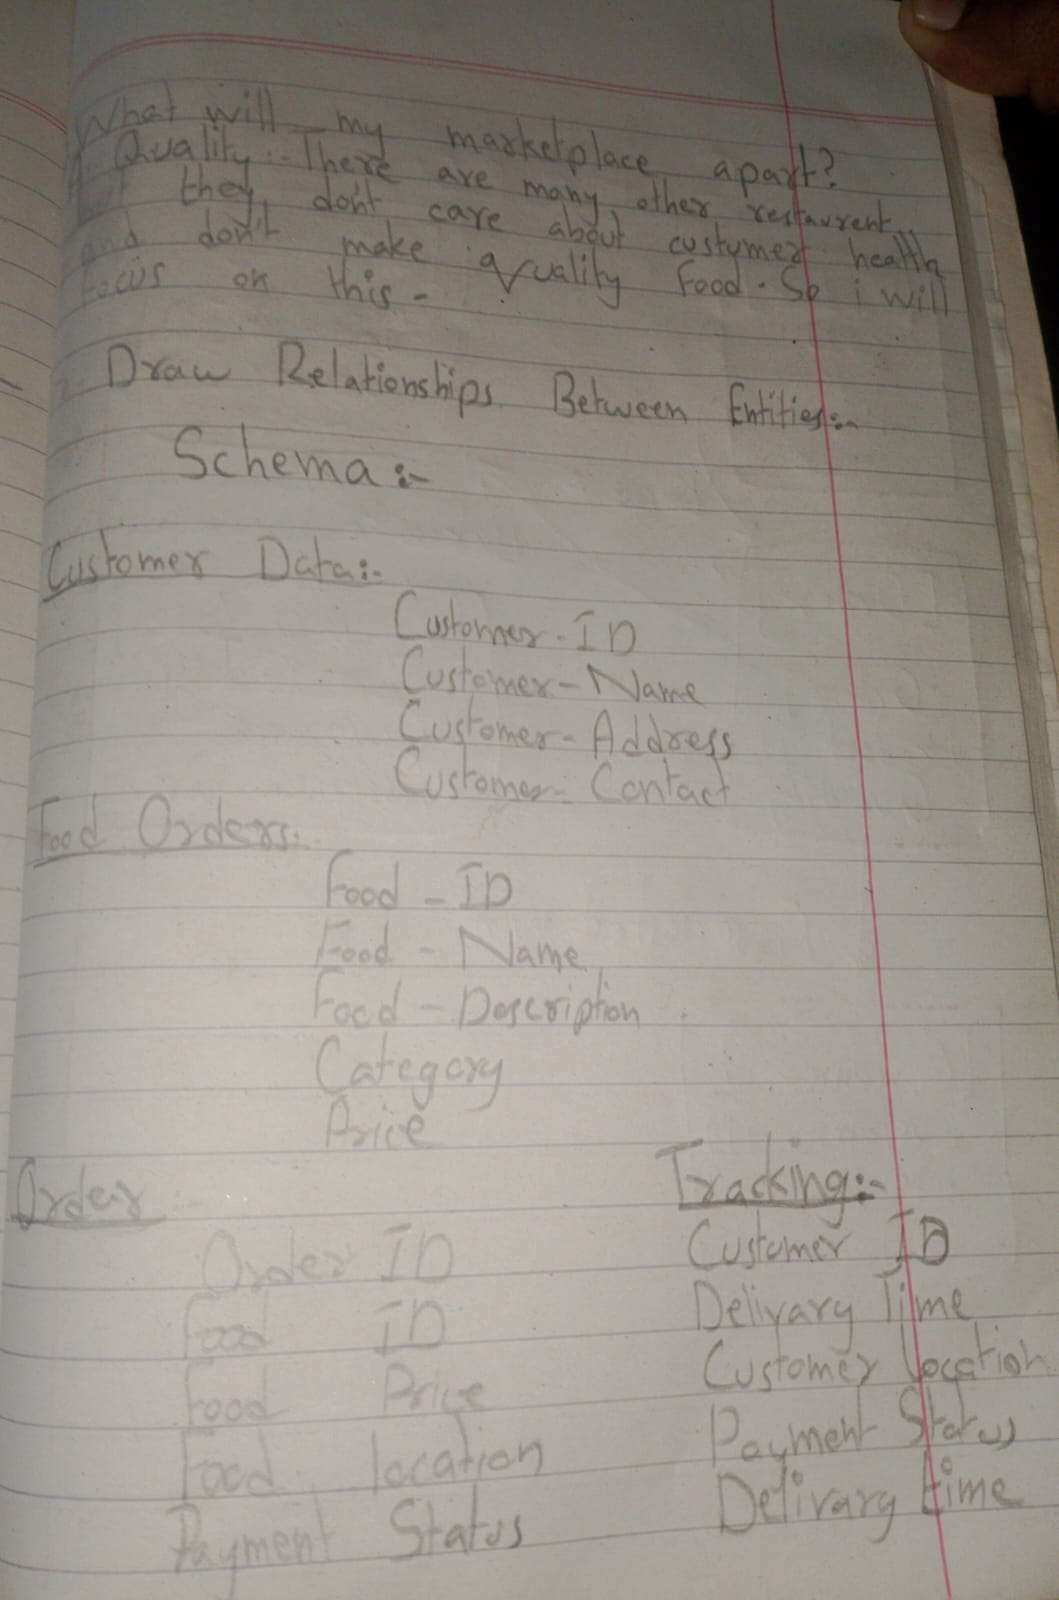 What will my marketplace apart?
Quality :- There are many other restaurent
they don't care about custymer health
and don't make quality food. So i will
focus on this -
Draw Relationships Between Entities:-
Schema :-
Customer Data:-
Customer - ID
Customer - Name
Customer - Address
Customer - Contact
Food Orders:
Food - ID
Food - Name
Food - Description
Category
Price
Order
Order ID
Food ID
Food Price
Food location
Payment Status
Tracking:-
Customer ID
Delivary Time
Customer location
Payment Status
Delivary time